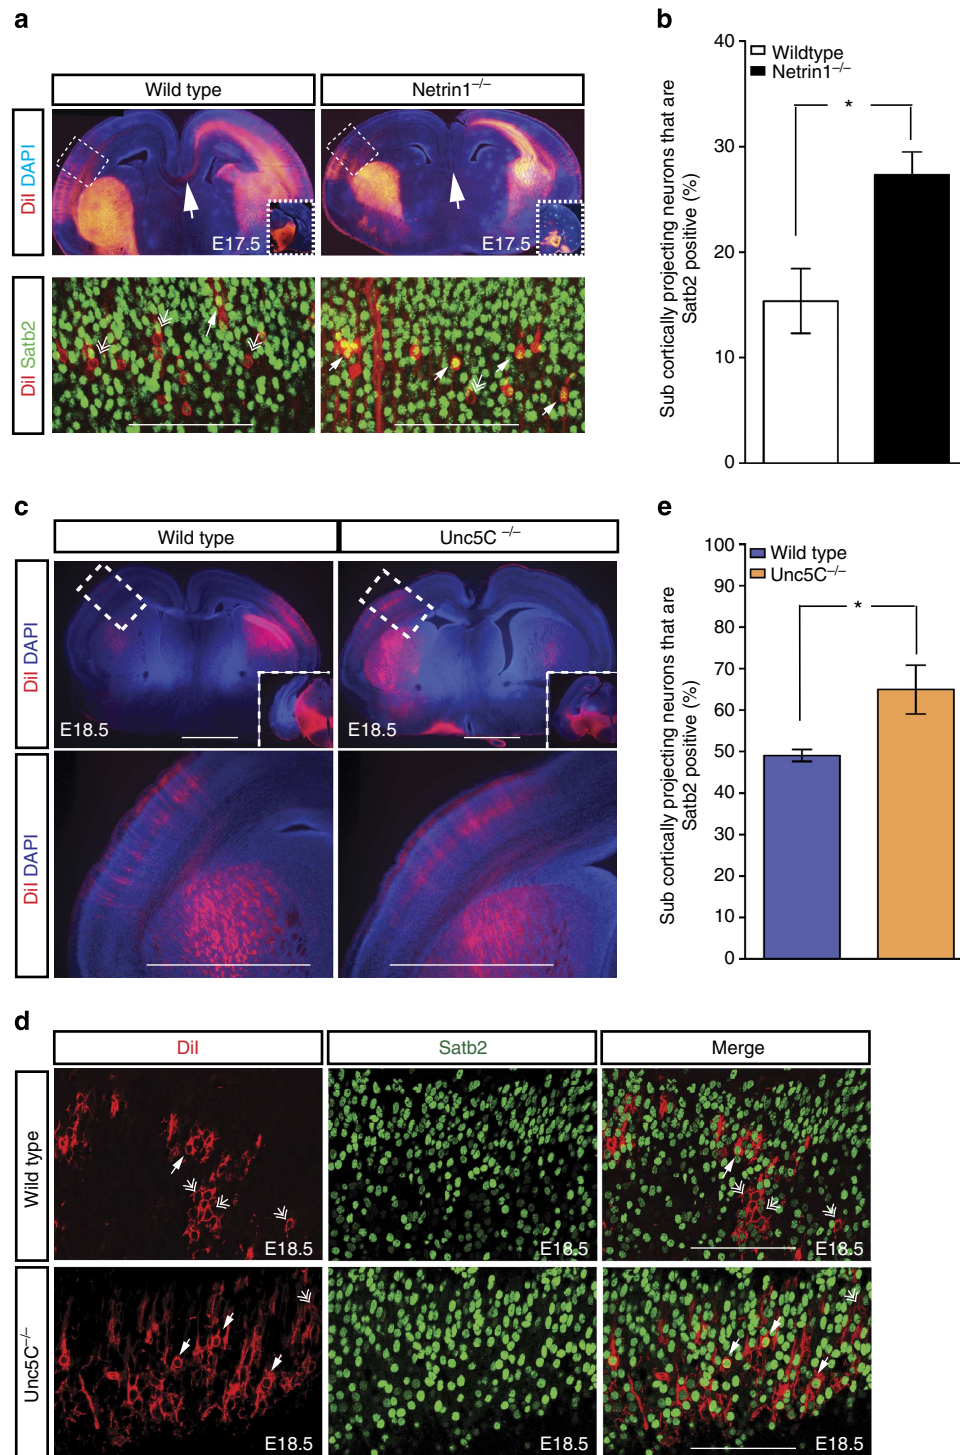 a
Wild type
Netrin1–/–
DiI DAPI
E17.5
E17.5
DiI Satb2
b
Wildtype
Netrin1–/–
*
40
30
20
10
0
Sub cortically projecting neurons that are
Satb2 positive (%)
c
Wild type
Unc5C –/–
DiI DAPI
E18.5
E18.5
DiI DAPI
e
Wild type
Unc5C–/–
*
100
90
80
70
60
50
40
30
20
10
0
Sub cortically projecting neurons that are
Satb2 positive (%)
d
DiI
Satb2
Merge
Wild type
E18.5
E18.5
E18.5
Unc5C–/–
E18.5
E18.5
E18.5